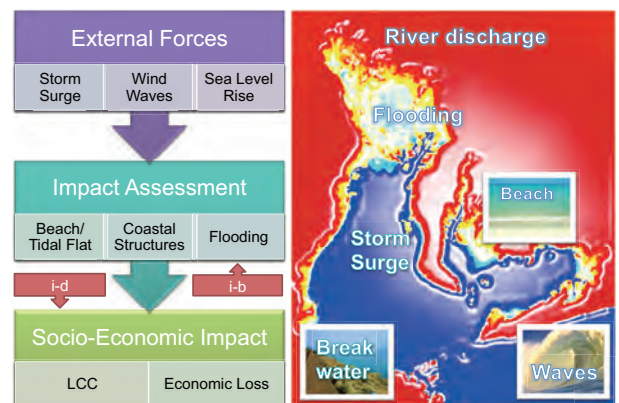 External Forces
Storm
Surge
Wind
Waves
Sea Level
Rise
Impact Assessment
Beach/
Tidal Flat
Coastal
Structures
Flooding
i-d
i-b
Socio-Economic Impact
LCC
Economic Loss
River discharge
Flooding
Beach
Storm
Surge
Break
water
Waves